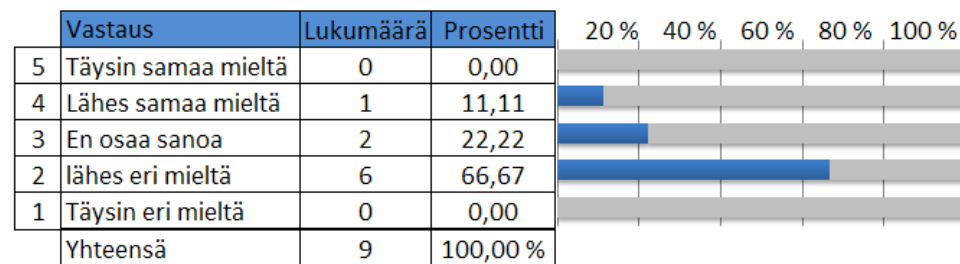 Vastaus Lukumäärä Prosentti 20 % 40 % 60 % 80 % 100 %
5 Täysin samaa mieltä 0 0,00
4 Lähes samaa mieltä 1 11,11
3 En osaa sanoa 2 22,22
2 lähes eri mieltä 6 66,67
1 Täysin eri mieltä 0 0,00
Yhteensä 9 100,00 %